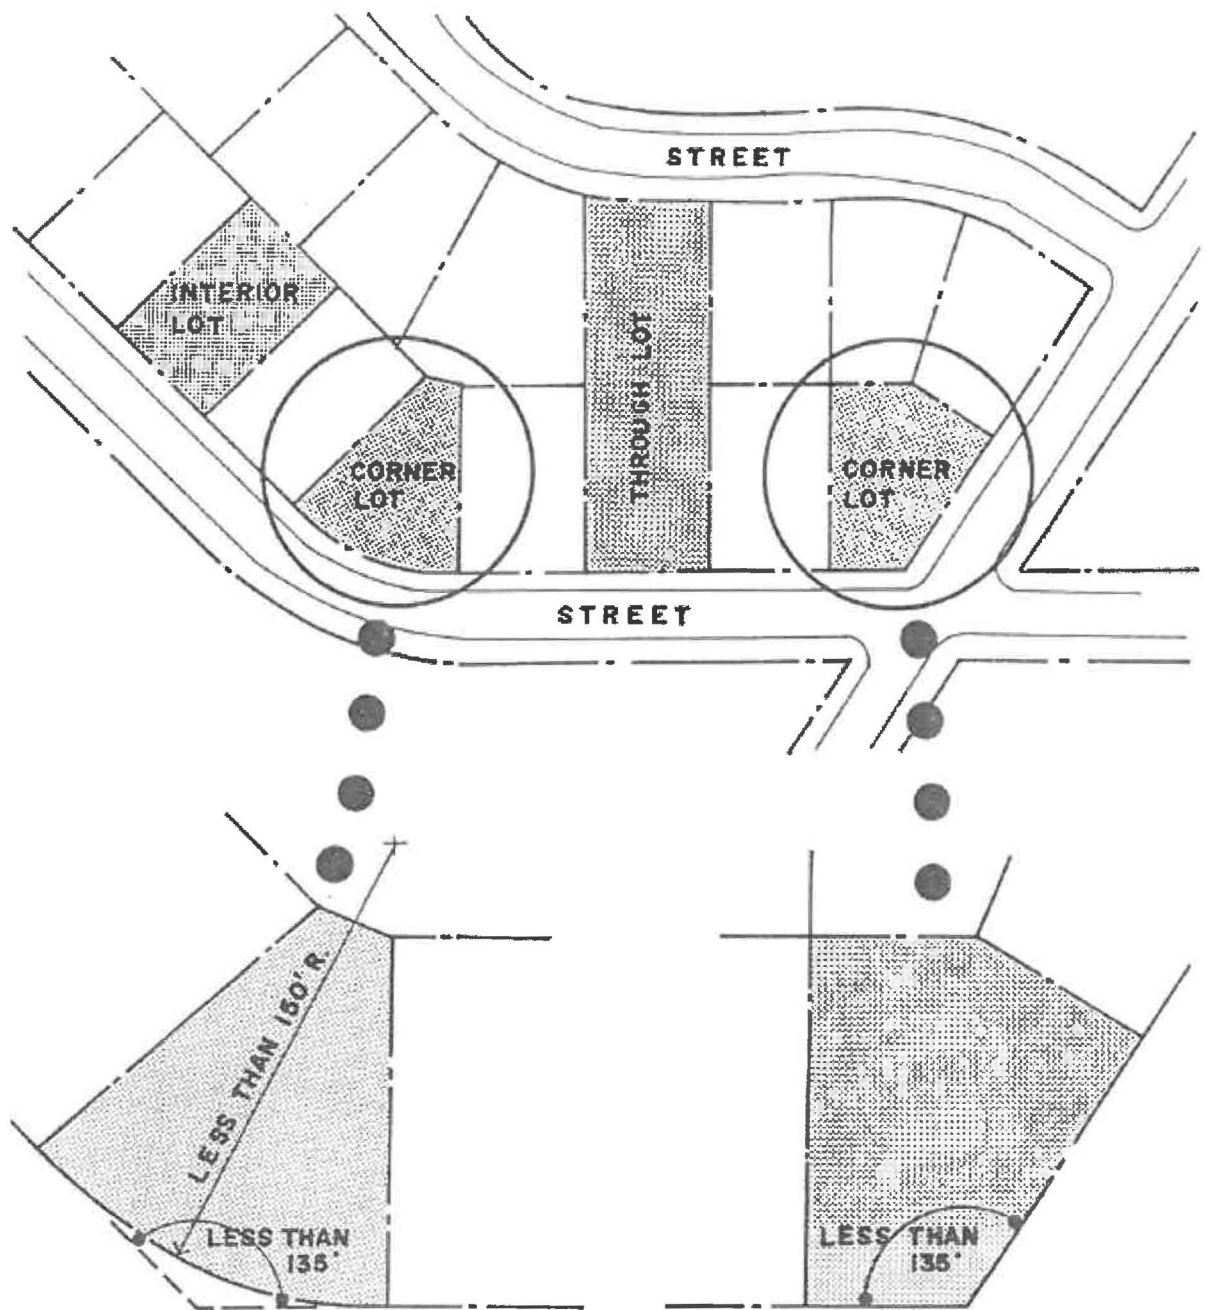 STREET
INTERIOR
LOT
THROUGH LOT
CORNER
LOT
CORNER
LOT
STREET
LESS THAN 150' R.
LESS THAN
135°
LESS THAN
135°